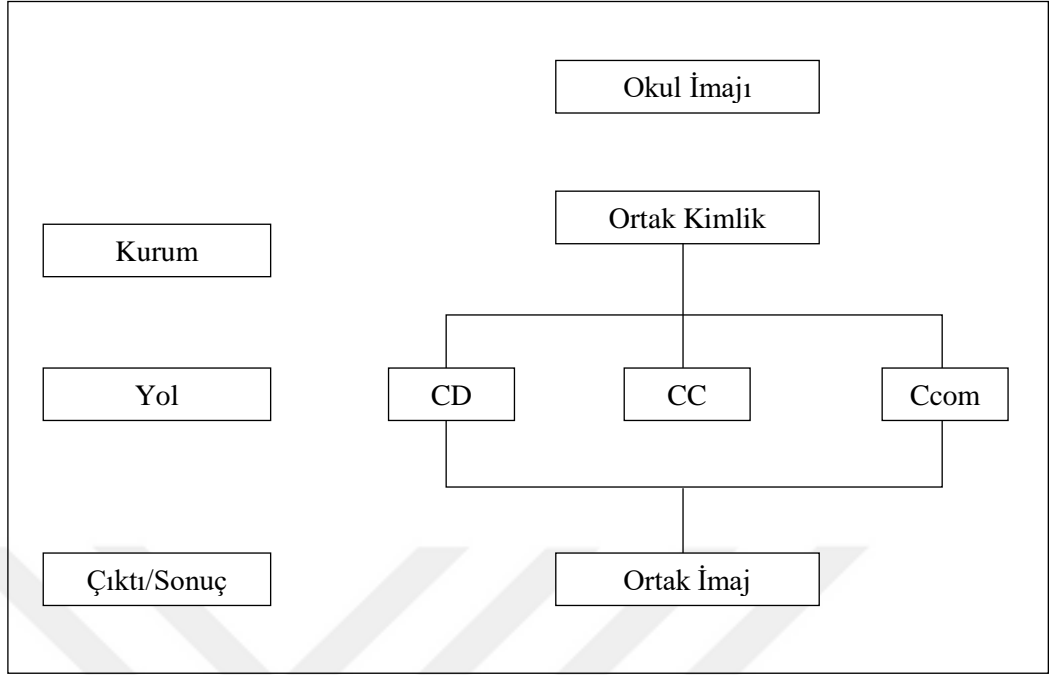 Okul İmajı
Ortak Kimlik
Kurum
Yol
CD
CC
Ccom
Çıktı/Sonuç
Ortak İmaj